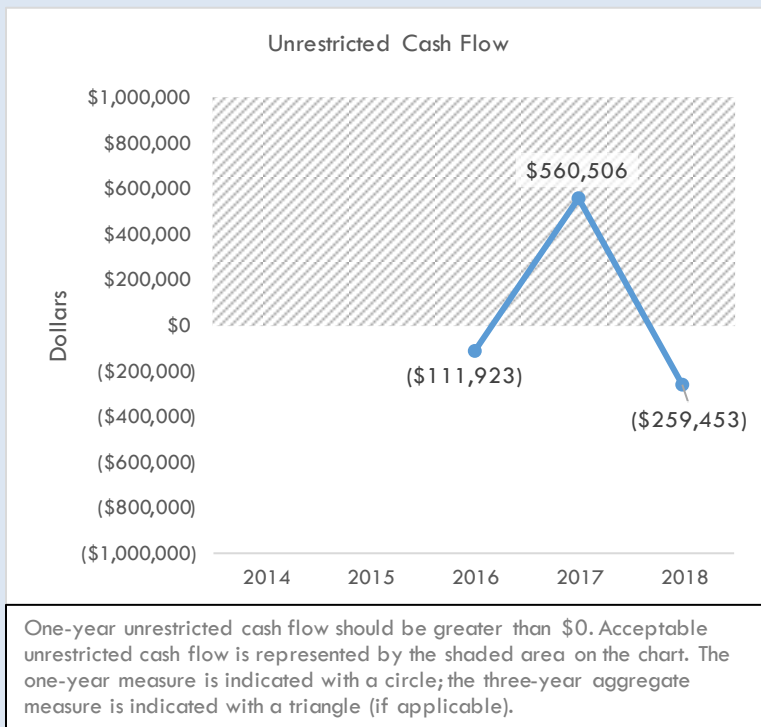 Unrestricted Cash Flow
$1,000,000
$800,000
$600,000
$400,000
$200,000
$0
($200,000)
($400,000)
($600,000)
($800,000)
($1,000,000)
Dollars
$560,506
($111,923)
($259,453)
2014 2015 2016 2017 2018
One-year unrestricted cash flow should be greater than $0. Acceptable
unrestricted cash flow is represented by the shaded area on the chart. The
one-year measure is indicated with a circle; the three-year aggregate
measure is indicated with a triangle (if applicable).